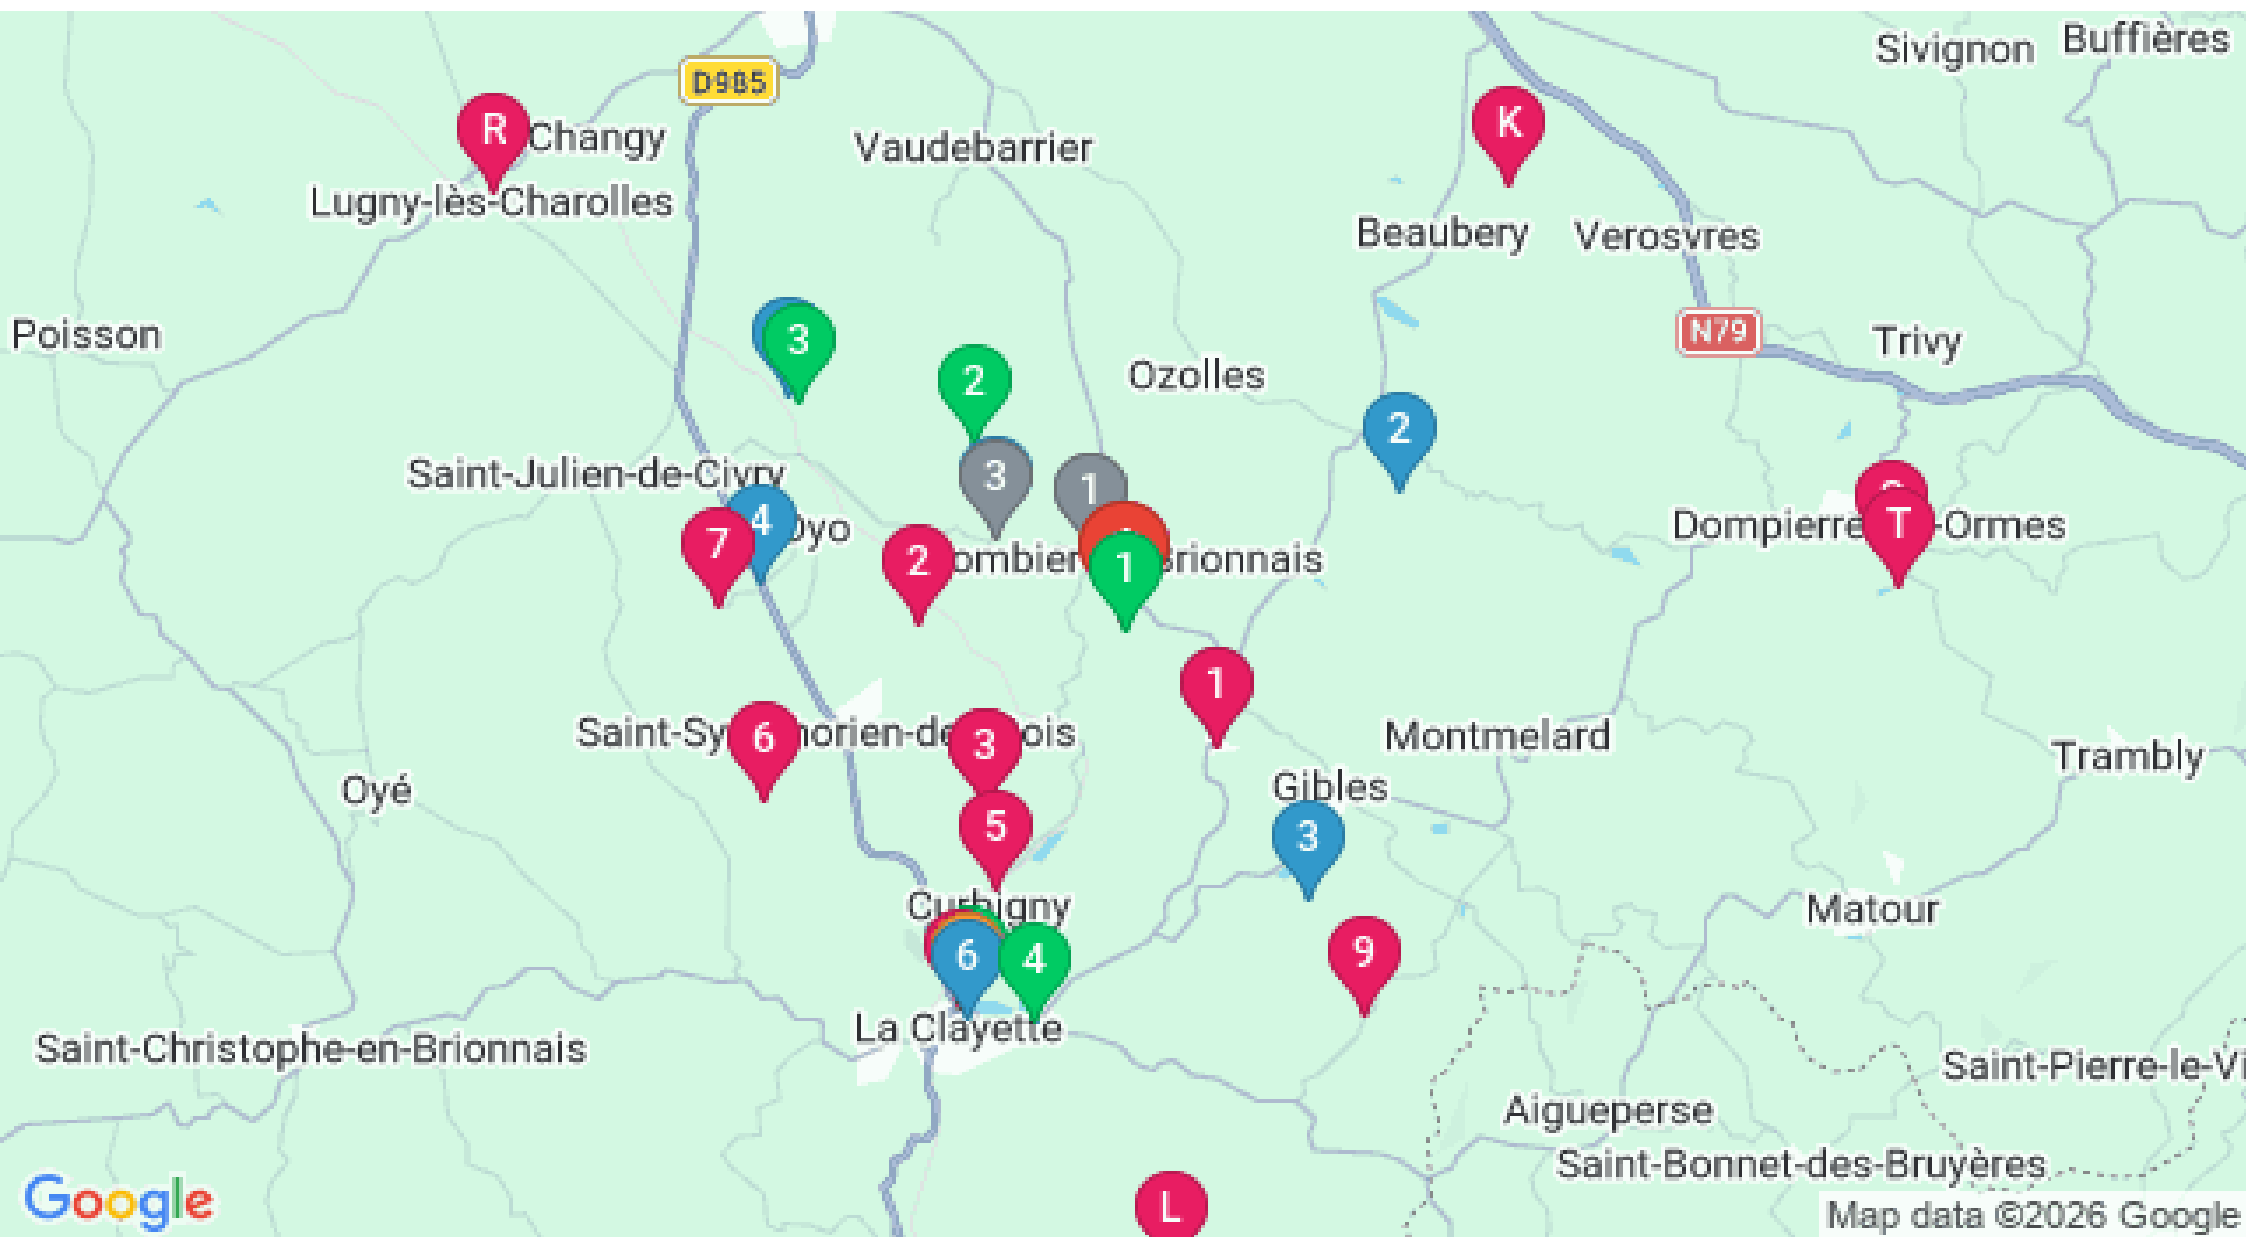 Sivignon
Buffières
D985
R
Changy
Vaudebarrier
K
Lugny-lès-Charolles
Beaubery
Verosvres
Poisson
3
N79
Trivy
2
Ozolles
2
Saint-Julien-de-Civry
3
1
4
7
2
1
Dompierre
T
-Ormes
1
Saint-Sy
6
3
Montmelard
Trambly
Oyé
Gibles
5
3
Curbigny
Matour
6
4
9
La Clayette
Saint-Christophe-en-Brionnais
Saint-Pierre-le-Vi
Aigueperse
Saint-Bonnet-des-Bruyères
L
Google
Map data ©2026 Google